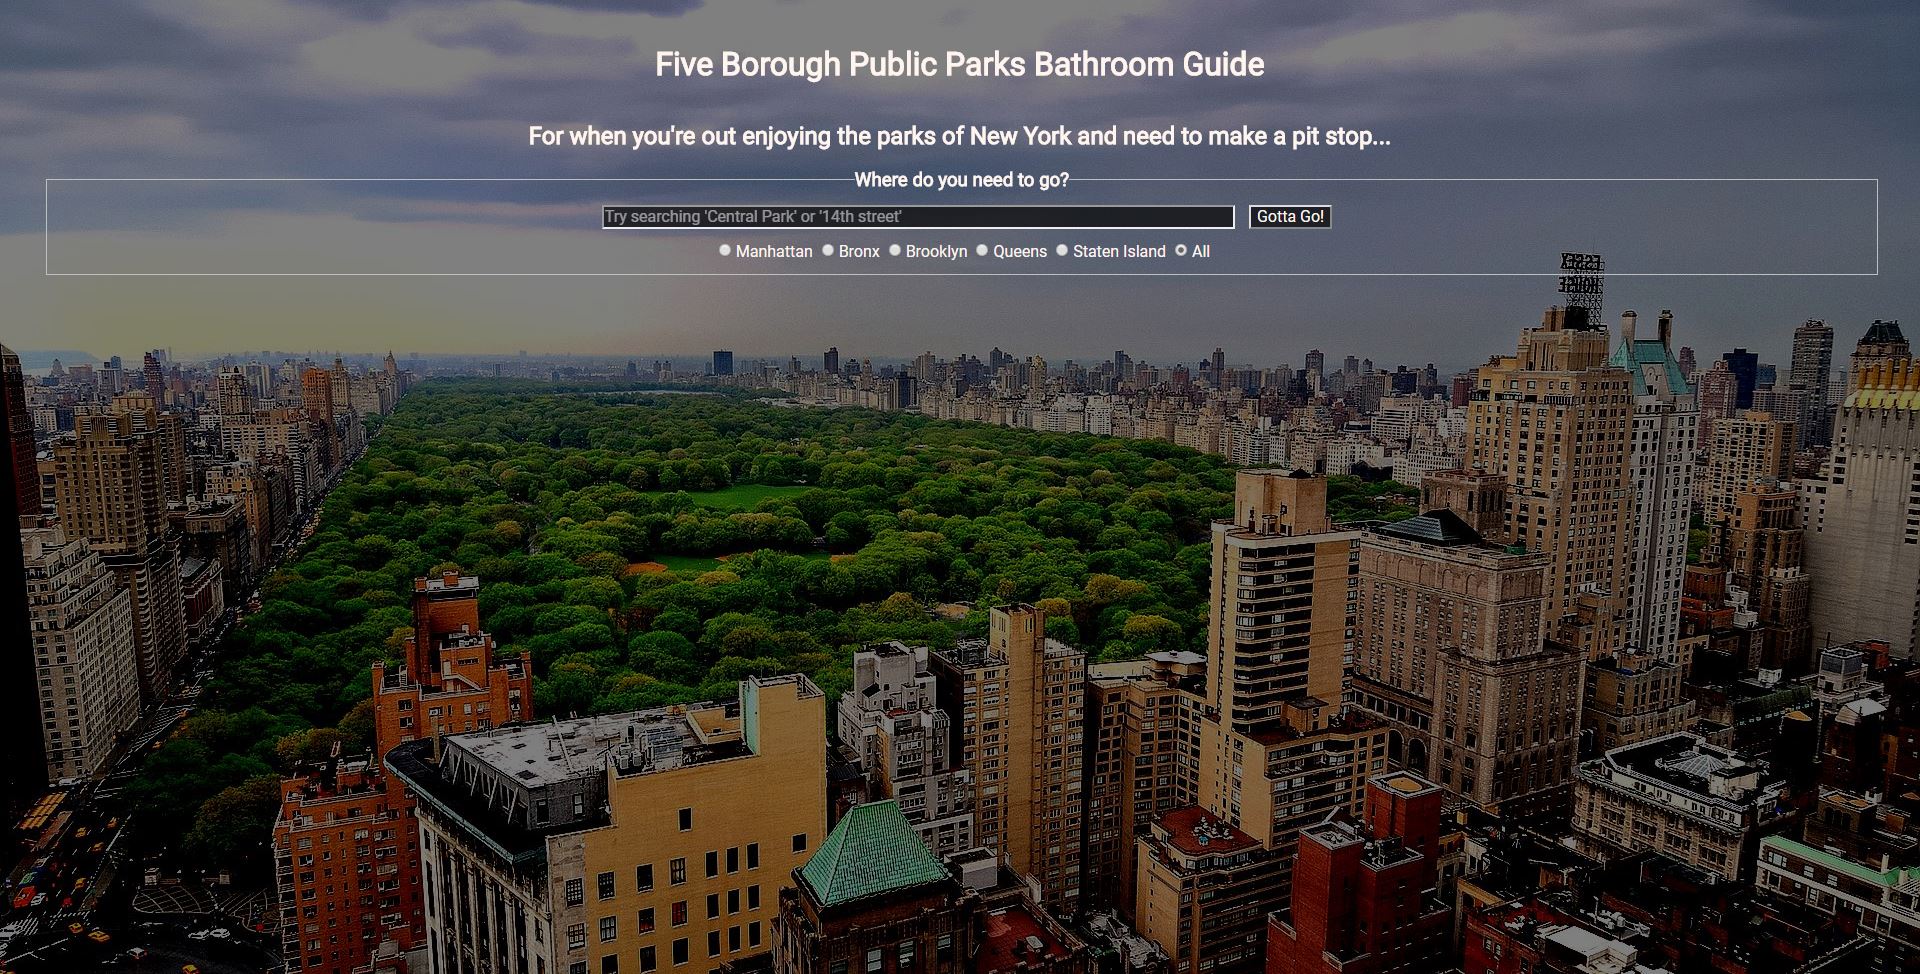 Five Borough Public Parks Bathroom Guide
For when you're out enjoying the parks of New York and need to make a pit stop...
Where do you need to go?
Try searching 'Central Park' or '14th street'
Gotta Go!
Manhattan Bronx Brooklyn Queens Staten Island All
ESSEX
HOUSE